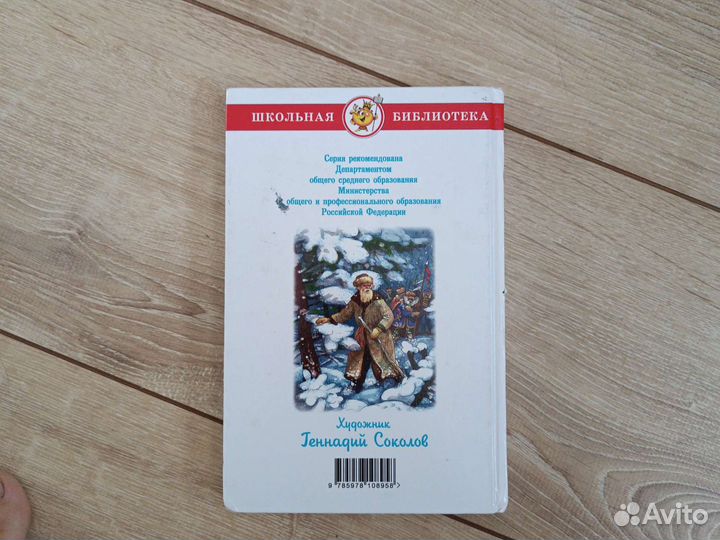 ШКОЛЬНАЯ БИБЛИОТЕКА
Серия рекомендована
Департаментом
общего среднего образования
Министерства
общего и профессионального образования
Российской Федерации
Художник
Геннадий Соколов
9 785978 108958 >
Avito